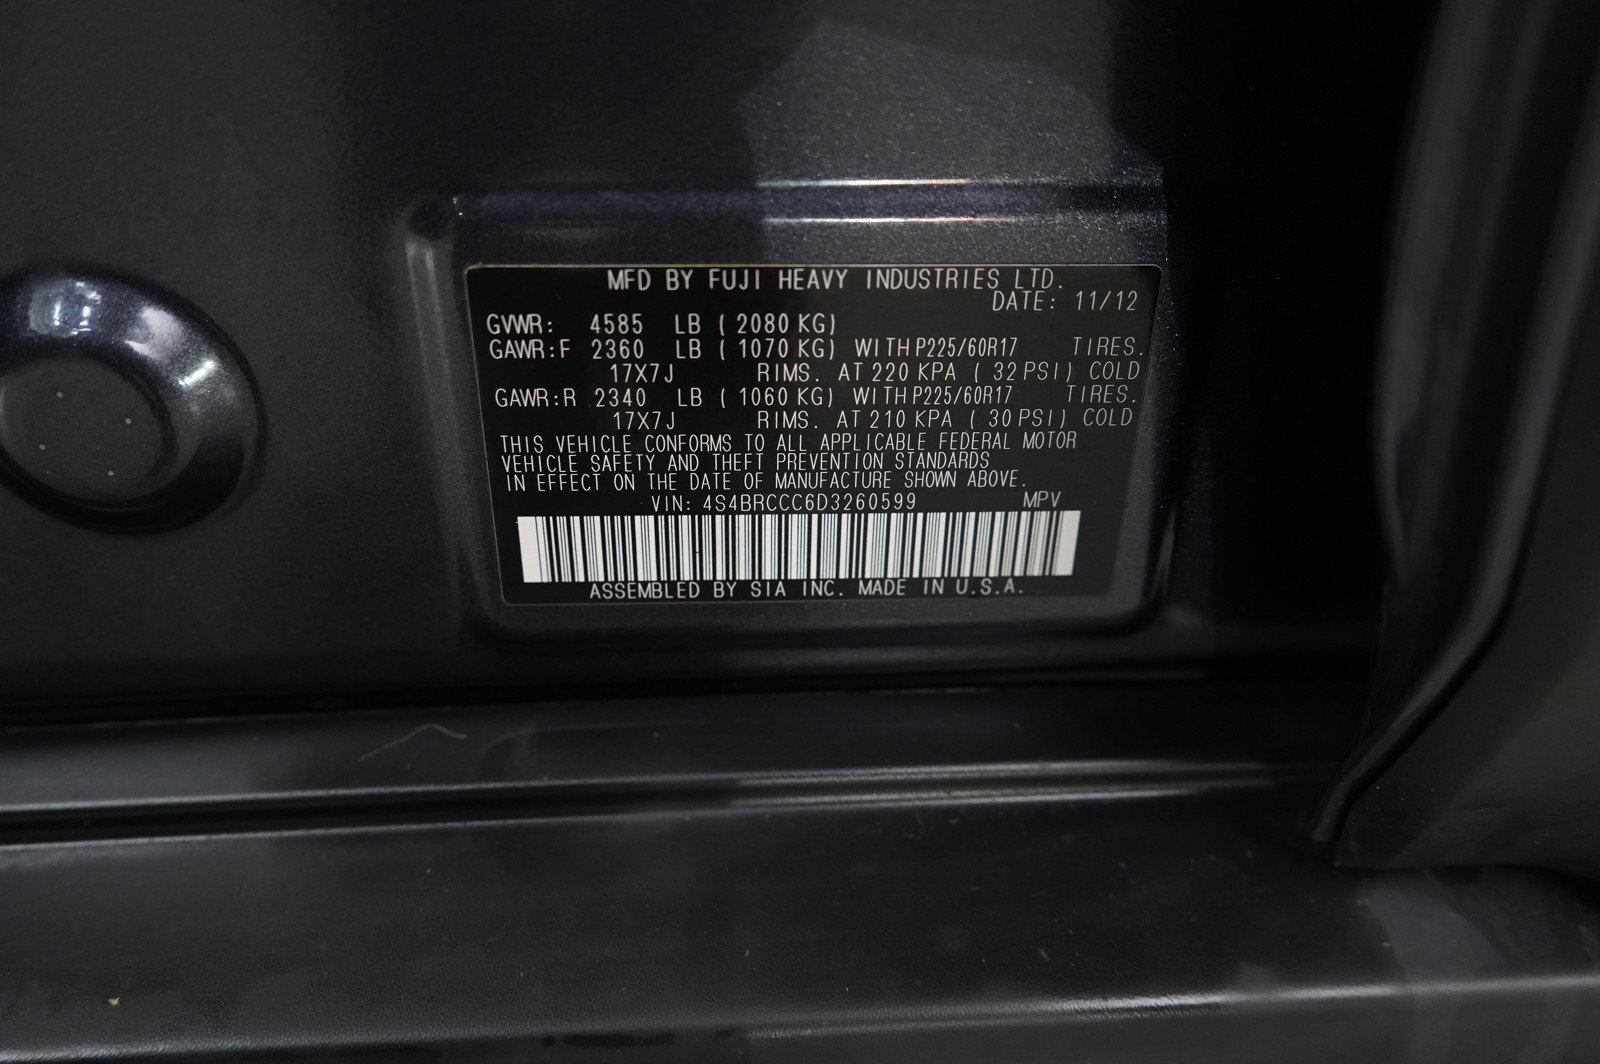 MFD BY FUJI HEAVY INDUSTRIES LTD.
DATE: 11/12
GVWR: 4585 LB ( 2080 KG)
GAWR:F 2360 LB ( 1070 KG) WITH P225/60R17 TIRES.
17X7J RIMS. AT 220 KPA ( 32 PSI) COLD
GAWR:R 2340 LB ( 1060 KG) WITH P225/60R17 TIRES.
17X7J RIMS. AT 210 KPA ( 30 PSI) COLD
THIS VEHICLE CONFORMS TO ALL APPLICABLE FEDERAL MOTOR
VEHICLE SAFETY AND THEFT PREVENTION STANDARDS
IN EFFECT ON THE DATE OF MANUFACTURE SHOWN ABOVE.
VIN: 4S4BRCCC6D3260599 MPV
ASSEMBLED BY SIA INC. MADE IN U.S.A.